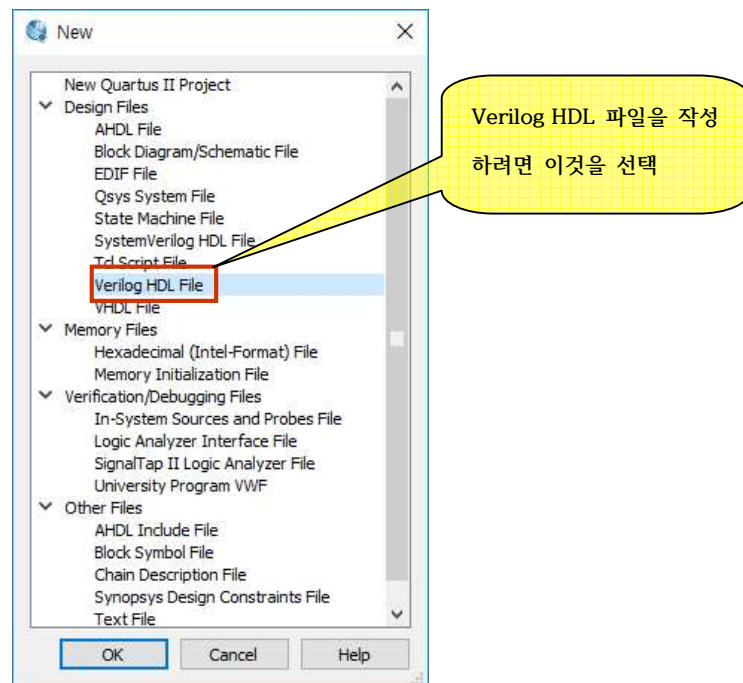 New
New Quartus II Project
Design Files
AHDL File
Block Diagram/Schematic File
EDIF File
Qsys System File
State Machine File
SystemVerilog HDL File
Tcl Script File
Verilog HDL File
VHDL File
Memory Files
Hexadecimal (Intel-Format) File
Memory Initialization File
Verification/Debugging Files
In-System Sources and Probes File
Logic Analyzer Interface File
SignalTap II Logic Analyzer File
University Program VWF
Other Files
AHDL Include File
Block Symbol File
Chain Description File
Synopsys Design Constraints File
Text File
OK Cancel Help
Verilog HDL 파일을 작성
하려면 이것을 선택